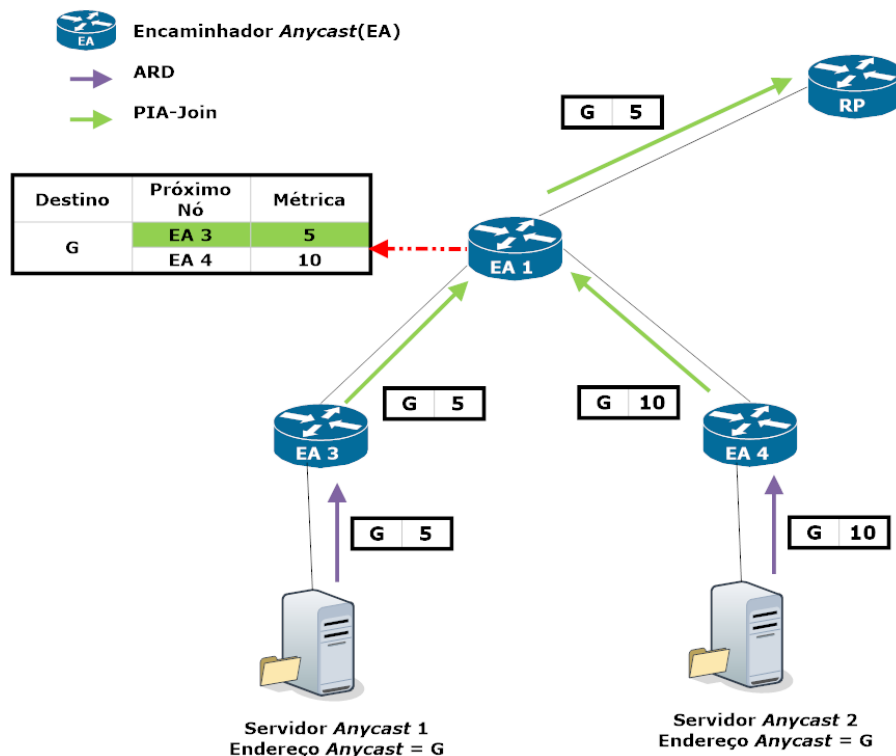 EA
Encaminhador Anycast(EA)
ARD
PIA-Join
RP
G 5
Destino Próximo Nó Métrica
G
EA 3 5
EA 4 10
EA 1
G 5
G 10
EA 3
EA 4
G 5
G 10
Servidor Anycast 1
Endereço Anycast = G
Servidor Anycast 2
Endereço Anycast = G